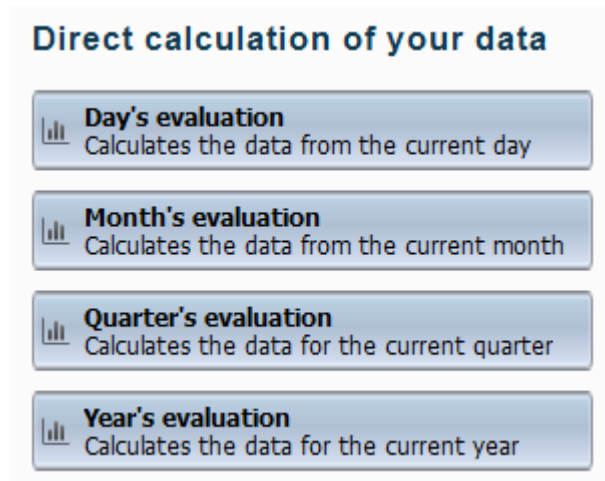 Direct calculation of your data
Day's evaluation
Calculates the data from the current day
Month's evaluation
Calculates the data from the current month
Quarter's evaluation
Calculates the data for the current quarter
Year's evaluation
Calculates the data for the current year